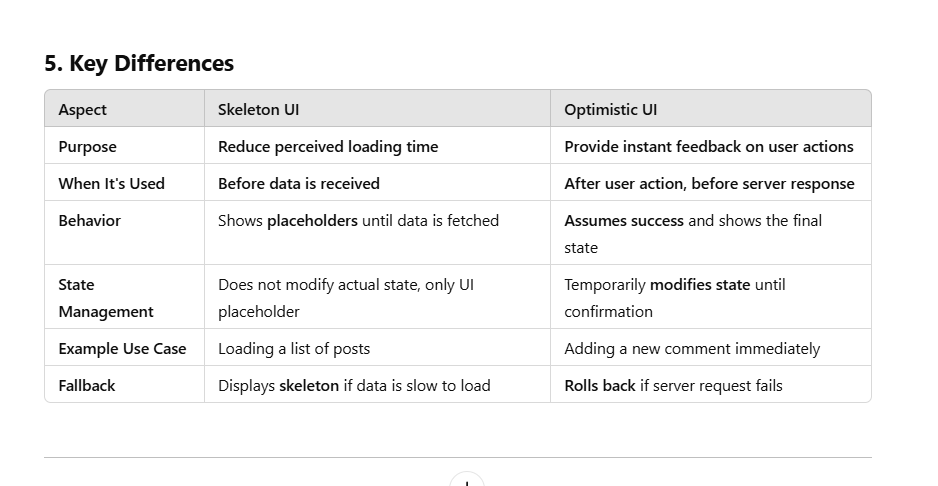 5. Key Differences
Aspect Skeleton UI Optimistic UI
Purpose Reduce perceived loading time Provide instant feedback on user actions
When It's Used Before data is received After user action, before server response
Behavior Shows placeholders until data is fetched Assumes success and shows the final
state
State Does not modify actual state, only UI Temporarily modifies state until
Management placeholder confirmation
Example Use Case Loading a list of posts Adding a new comment immediately
Fallback Displays skeleton if data is slow to load Rolls back if server request fails